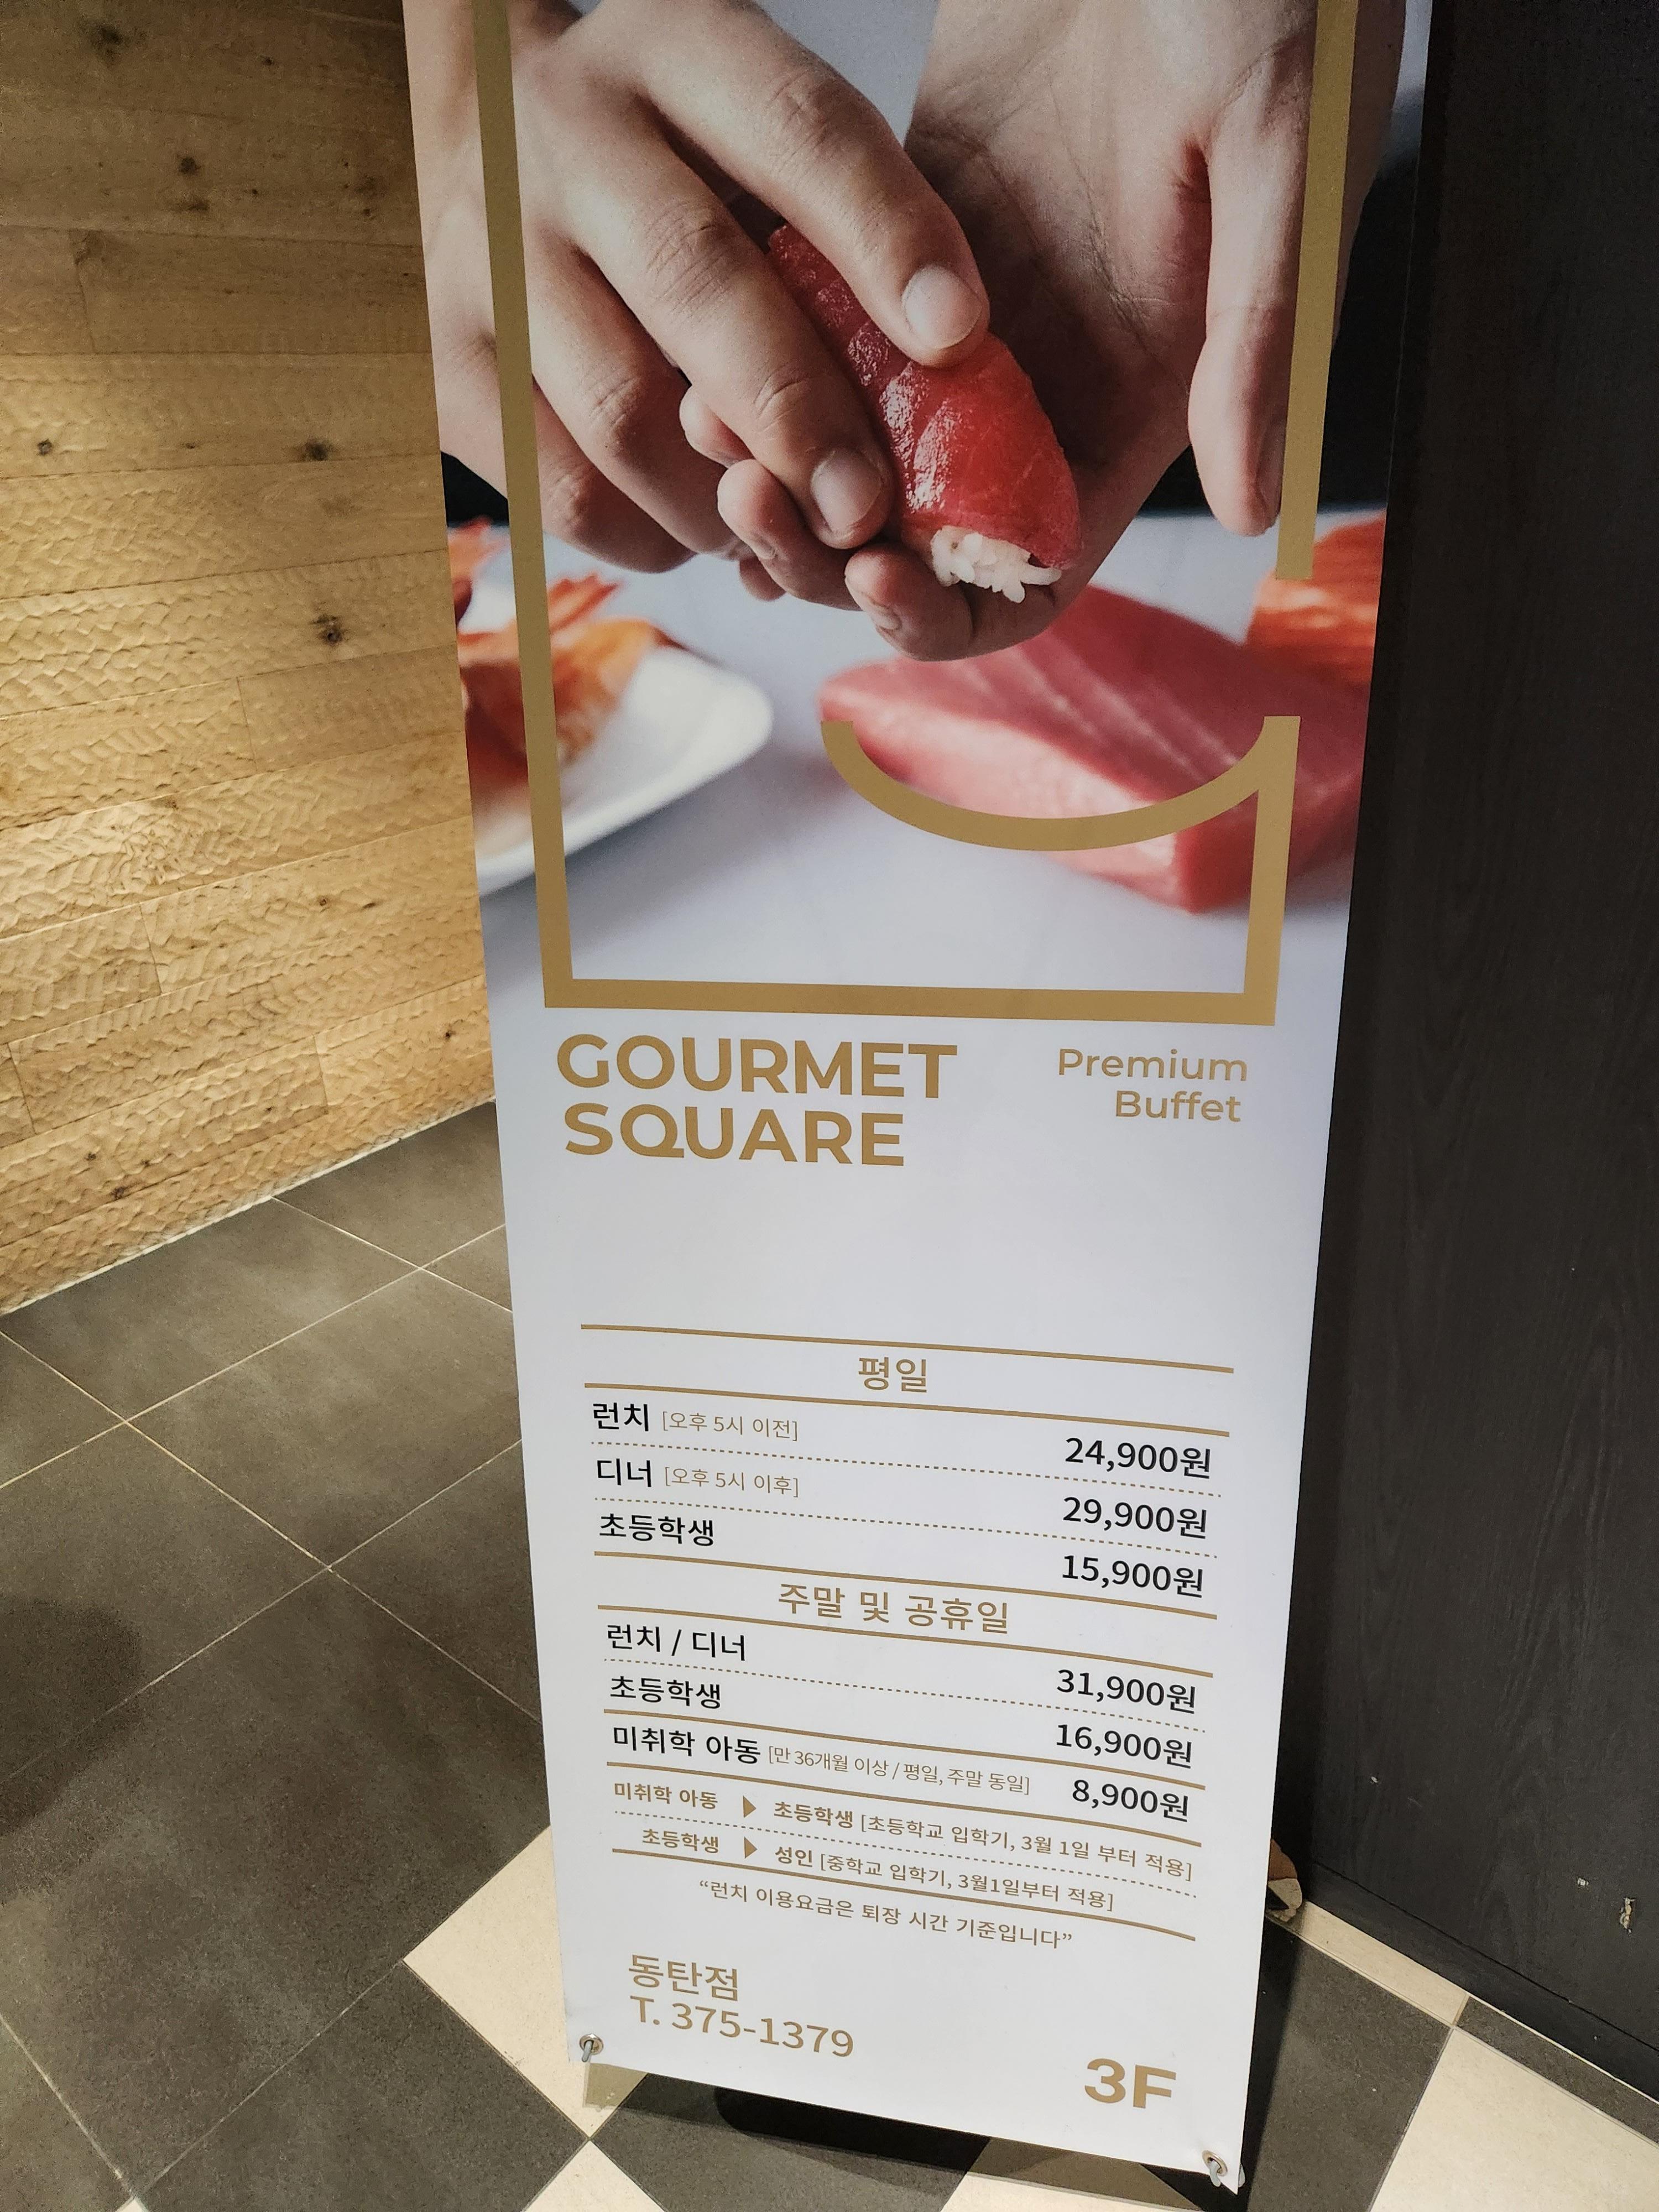 GOURMET
SQUARE
Premium
Buffet
평일
런치 [오후 5시 이전] 24,900원
디너 [오후 5시 이후] 29,900원
초등학생 15,900원
주말 및 공휴일
런치 / 디너 31,900원
초등학생 16,900원
미취학 아동 [만 36개월 이상 / 평일, 주말 동일] 8,900원
미취학 아동 ▶ 초등학생 [초등학교 입학기, 3월 1일 부터 적용]
초등학생 ▶ 성인 [중학교 입학기, 3월1일부터 적용]
“런치 이용요금은 퇴장 시간 기준입니다”
동탄점
T. 375-1379
3F